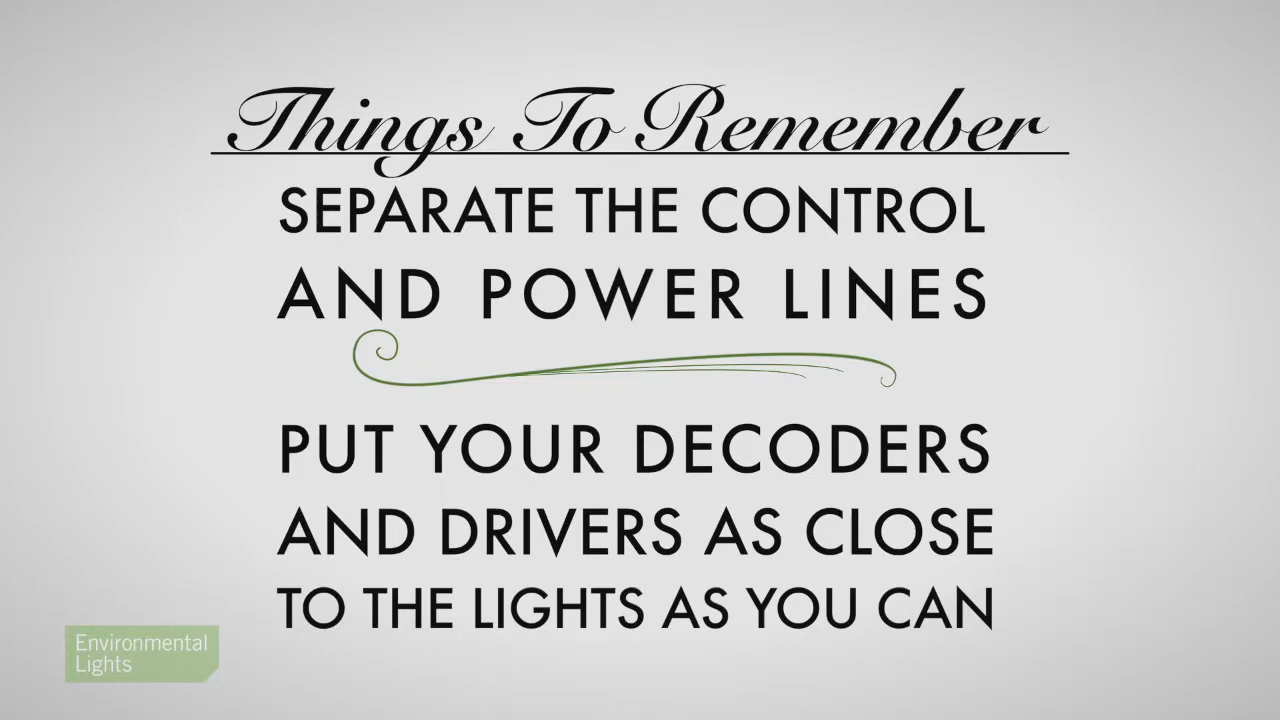 Things To Remember
SEPARATE THE CONTROL
AND POWER LINES
PUT YOUR DECODERS
AND DRIVERS AS CLOSE
TO THE LIGHTS AS YOU CAN
Environmental
Lights